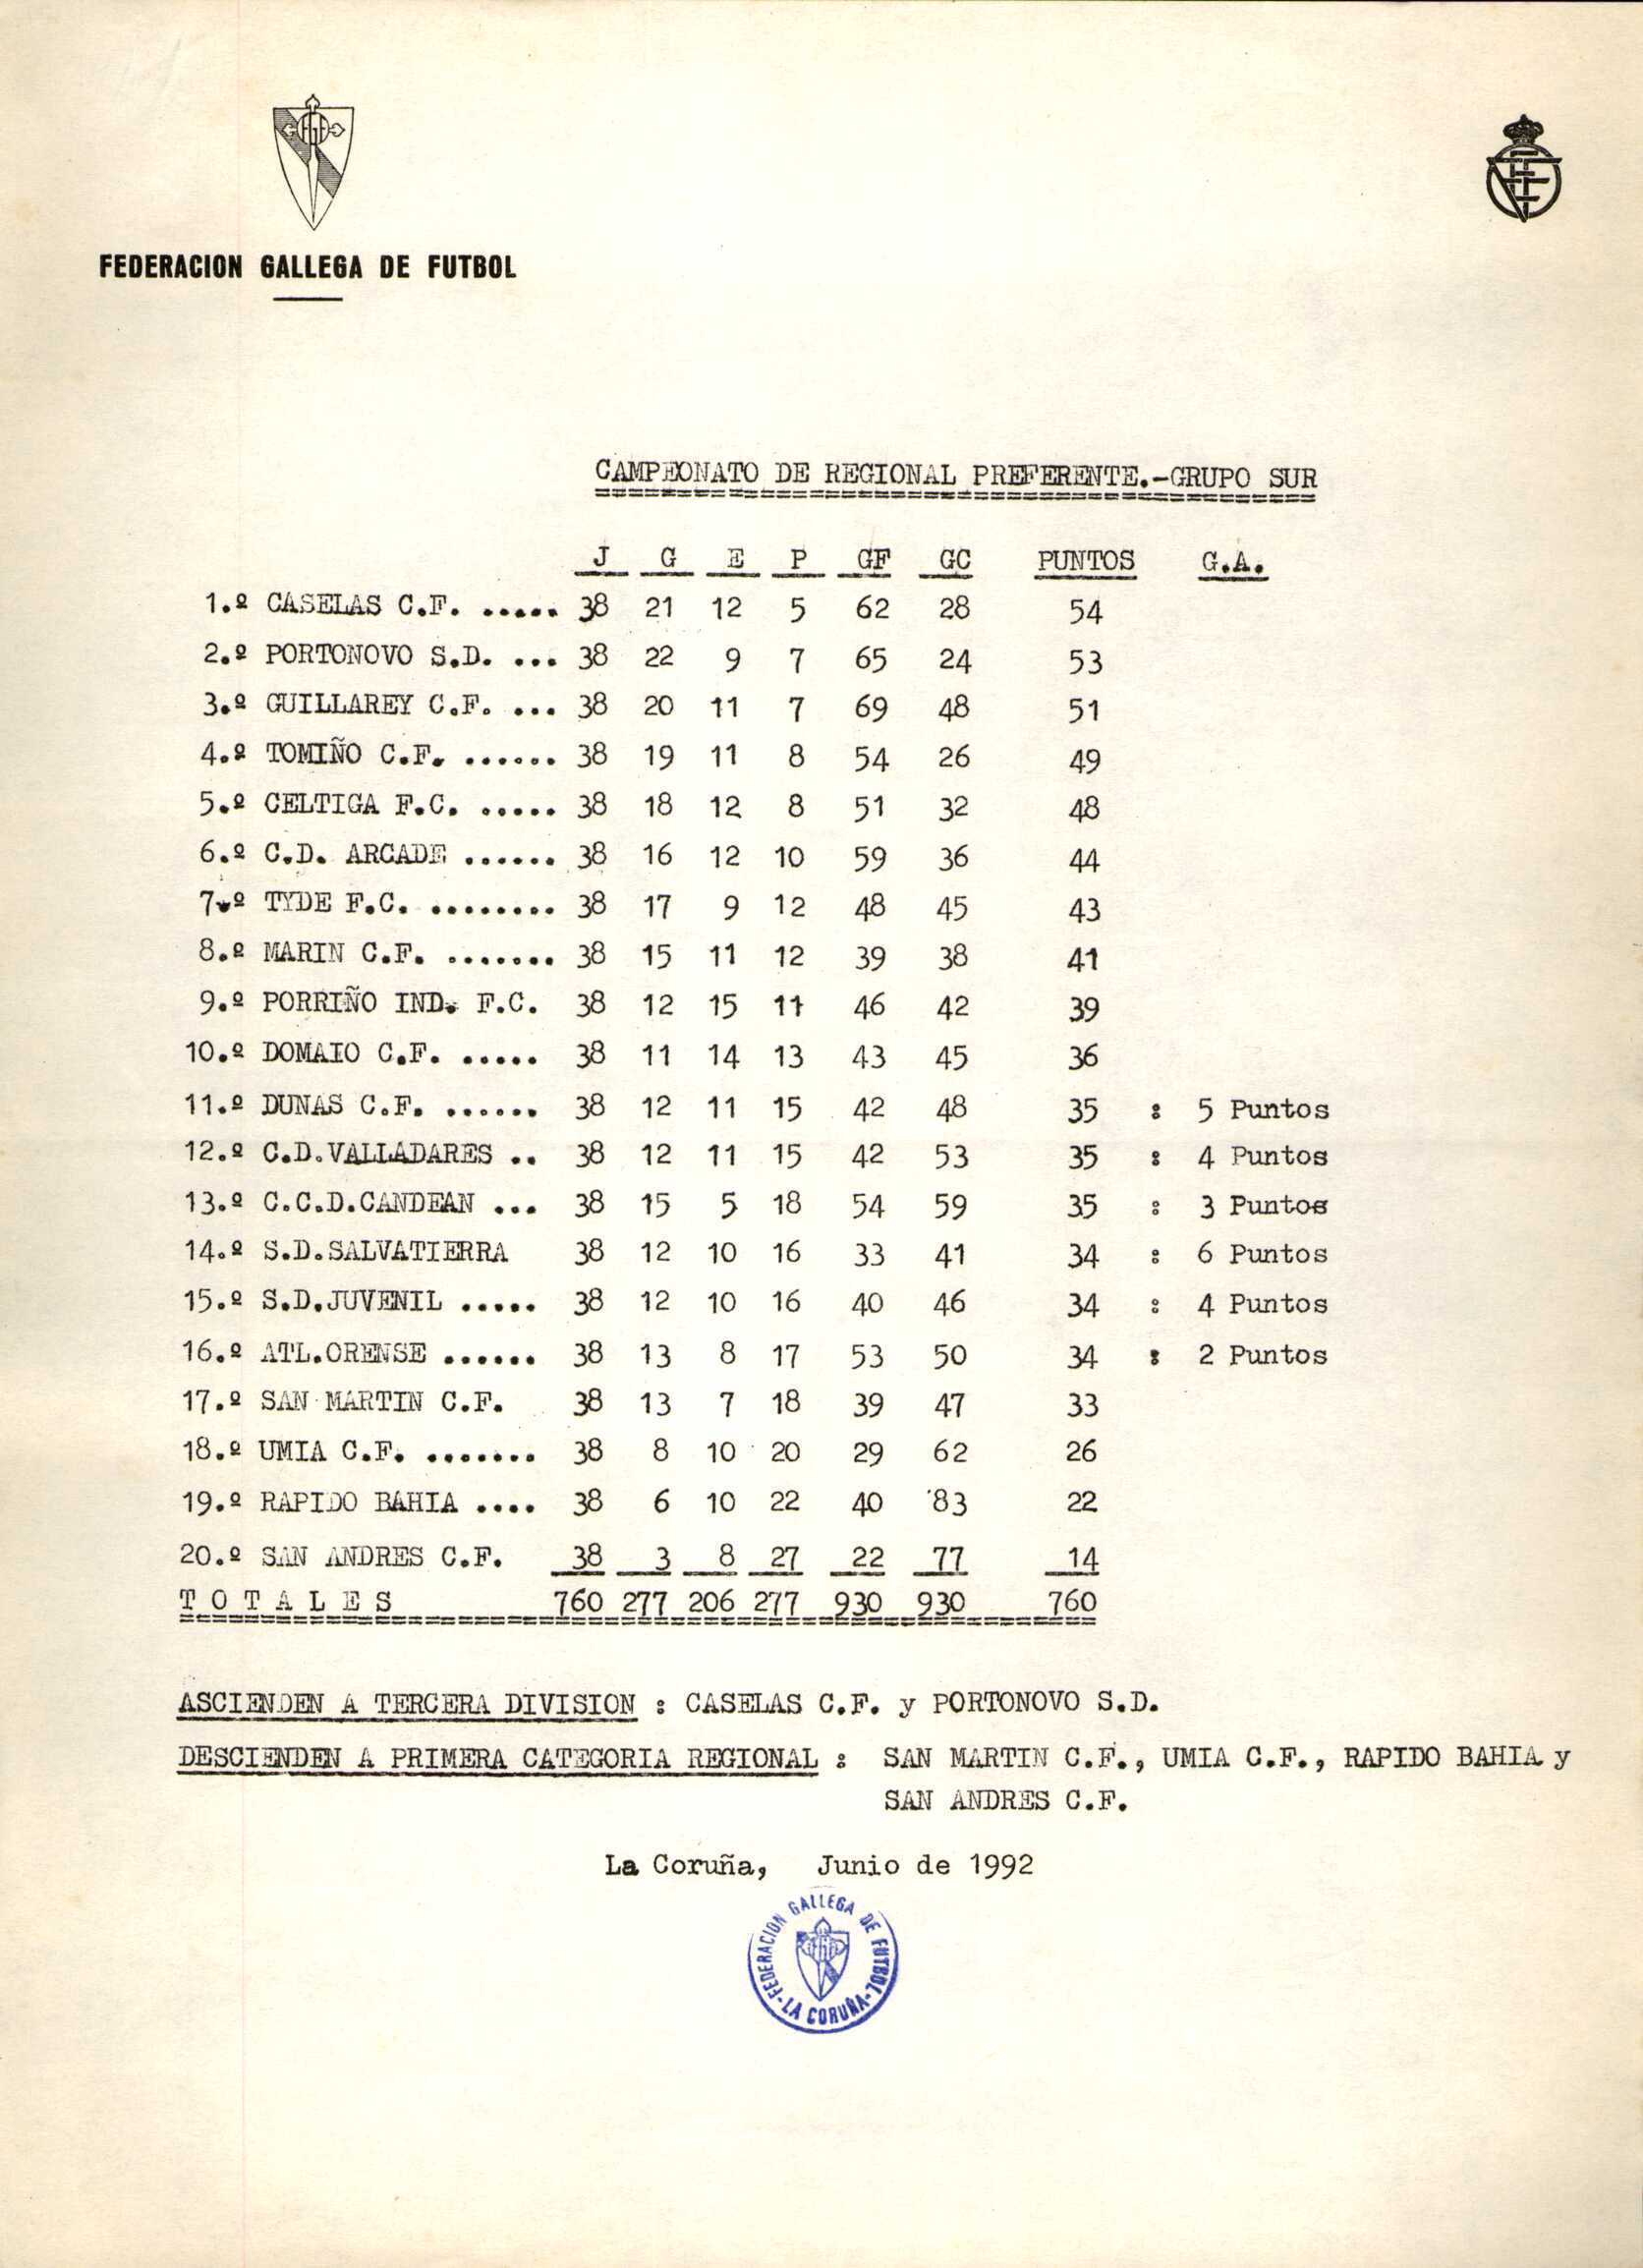 FEDERACION GALLEGA DE FUTBOL
CAMPEONATO DE REGIONAL PREFERENTE.-GRUPO SUR
J G E P GF GC PUNTOS G.A.
1.º CASELAS C.F. ..... 38 21 12 5 62 28 54
2.º PORTONOVO S.D. ... 38 22 9 7 65 24 53
3.º GUILLAREY C.F. ... 38 20 11 7 69 48 51
4.º TOMIÑO C.F. ...... 38 19 11 8 54 26 49
5.º CELTIGA F.C. ..... 38 18 12 8 51 32 48
6.º C.D. ARCADE ...... 38 16 12 10 59 36 44
7.º TYDE F.C. ........ 38 17 9 12 48 45 43
8.º MARIN C.F. ....... 38 15 11 12 39 38 41
9.º PORRIÑO IND. F.C. 38 12 15 11 46 42 39
10.º DOMAIO C.F. ..... 38 11 14 13 43 45 36
11.º DUNAS C.F. ...... 38 12 11 15 42 48 35 : 5 Puntos
12.º C.D.VALLADARES .. 38 12 11 15 42 53 35 : 4 Puntos
13.º C.C.D.CANDEAN ... 38 15 5 18 54 59 35 : 3 Puntos
14.º S.D.SALVATIERRA 38 12 10 16 33 41 34 : 6 Puntos
15.º S.D.JUVENIL ..... 38 12 10 16 40 46 34 : 4 Puntos
16.º ATL.ORENSE ...... 38 13 8 17 53 50 34 : 2 Puntos
17.º SAN MARTIN C.F. 38 13 7 18 39 47 33
18.º UMIA C.F. ....... 38 8 10 20 29 62 26
19.º RAPIDO BAHIA .... 38 6 10 22 40 83 22
20.º SAN ANDRES C.F. 38 3 8 27 22 77 14
T O T A L E S 760 277 206 277 930 930 760
ASCIENDEN A TERCERA DIVISION : CASELAS C.F. y PORTONOVO S.D.
DESCIENDEN A PRIMERA CATEGORIA REGIONAL : SAN MARTIN C.F., UMIA C.F., RAPIDO BAHIA y
SAN ANDRES C.F.
La Coruña, Junio de 1992
FEDERACION GALLEGA DE FUTBOL
-LA CORUÑA-